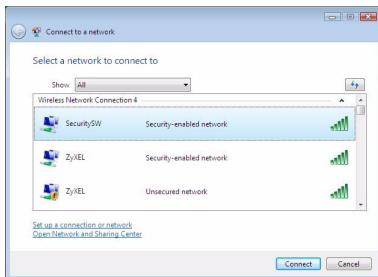 Connect to a network
Select a network to connect to
Show All
Wireless Network Connection 4
SecuritySW Security-enabled network
ZyXEL Security-enabled network
ZyXEL Unsecured network
Set up a connection or network
Open Network and Sharing Center
Connect Cancel